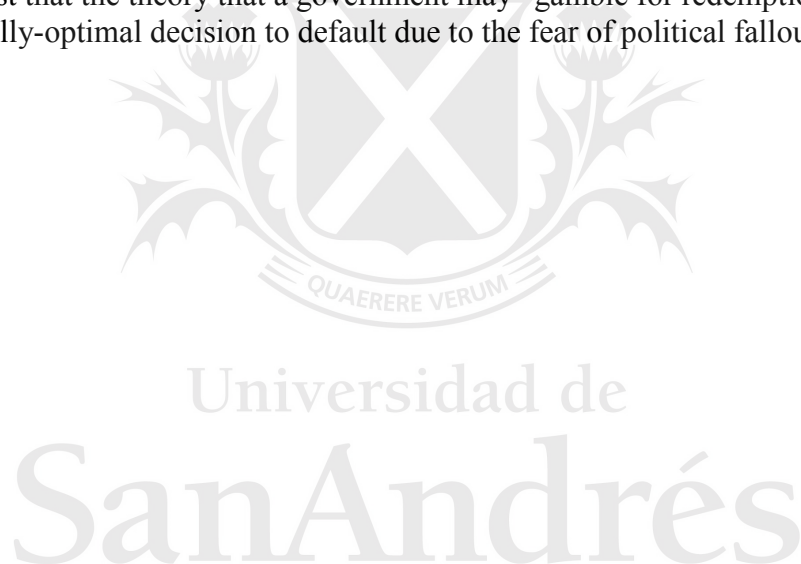 st that the theory that a government may "gamble for redemption
lly-optimal decision to default due to the fear of political fallou
QUAERERE VERUM
Universidad de
SanAndrés